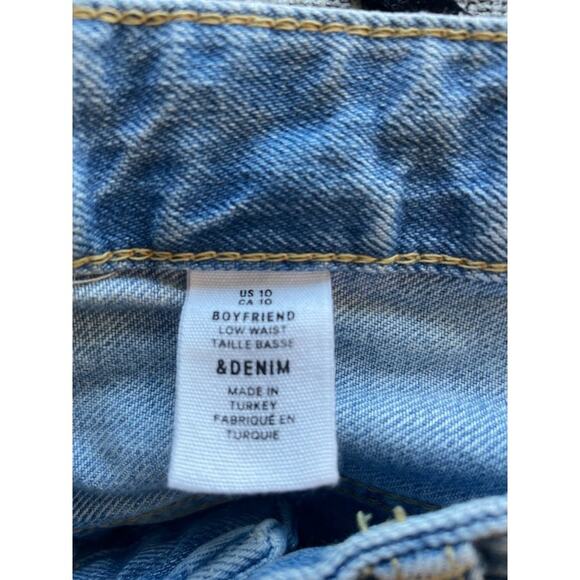 US 10
CA 10
BOYFRIEND
LOW WAIST
TAILLE BASSE
&DENIM
MADE IN
TURKEY
FABRIQUÉ EN
TURQUIE